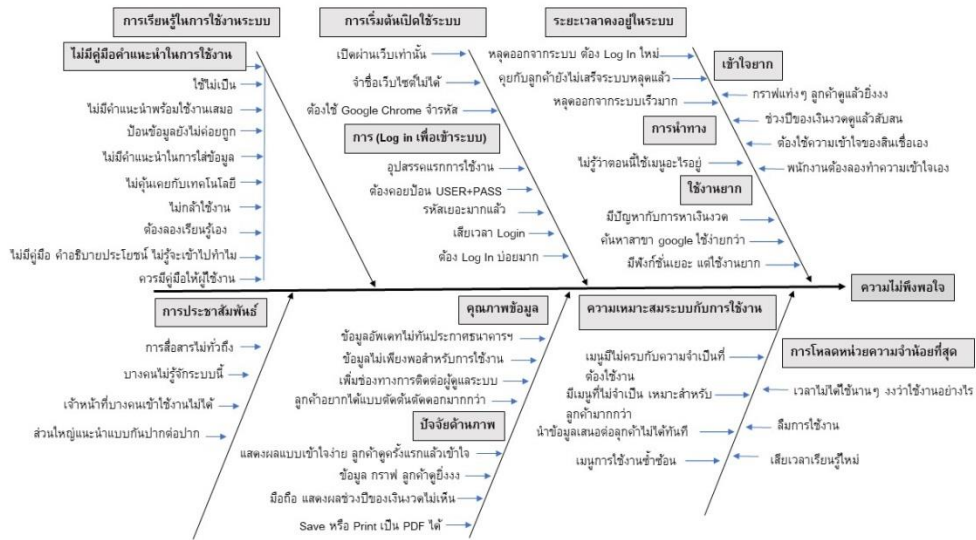 การเรียนรู้ในการใช้งานระบบ
ไม่มีคู่มือคำแนะนำในการใช้งาน
ใช้ไม่เป็น
ไม่มีคำแนะนำพร้อมใช้งานเสมอ
ป้อนข้อมูลยังไม่ค่อยถูก
ไม่มีคำแนะนำในการใส่ข้อมูล
ไม่คุ้นเคยกับเทคโนโลยี
ไม่กล้าใช้งาน
ต้องลองเรียนรู้เอง
ไม่มีคู่มือ คำอธิบายประโยชน์ ไม่รู้จะเข้าไปทำไม
ควรมีคู่มือให้ผู้ใช้งาน
การเริ่มต้นเปิดใช้ระบบ
เปิดผ่านเว็บเท่านั้น
จำชื่อเว็บไซต์ไม่ได้
ต้องใช้ Google Chrome จำรหัส
การ (Log in เพื่อเข้าระบบ)
อุปสรรคแรกการใช้งาน
ต้องคอยป้อน USER+PASS
รหัสเยอะมากแล้ว
เสียเวลา Login
ต้อง Log In บ่อยมาก
ระยะเวลาคงอยู่ในระบบ
หลุดออกจากระบบ ต้อง Log In ใหม่
คุยกับลูกค้ายังไม่เสร็จระบบหลุดแล้ว
หลุดออกจากระบบเร็วมาก
การนำทาง
ไม่รู้ว่าตอนนี้ใช้เมนูอะไรอยู่
ใช้งานยาก
มีปัญหากับการหาเงินงวด
ค้นหาสาขา google ใช้ง่ายกว่า
มีฟังก์ชั่นเยอะ แต่ใช้งานยาก
เข้าใจยาก
กราฟแท่งๆ ลูกค้าดูแล้วยิ่งงง
ช่วงปีของเงินงวดดูแล้วสับสน
ต้องใช้ความเข้าใจของสินเชื่อเอง
พนักงานต้องลองทำความเข้าใจเอง
ความไม่พึงพอใจ
การประชาสัมพันธ์
การสื่อสารไม่ทั่วถึง
บางคนไม่รู้จักระบบนี้
เจ้าหน้าที่บางคนเข้าใช้งานไม่ได้
ส่วนใหญ่แนะนำแบบกันปากต่อปาก
คุณภาพข้อมูล
ข้อมูลอัพเดทไม่ทันประกาศธนาคารฯ
ข้อมูลไม่เพียงพอสำหรับการใช้งาน
เพิ่มช่องทางการติดต่อผู้ดูแลระบบ
ลูกค้าอยากได้แบบตัดต้นตัดดอกมากกว่า
ปัจจัยด้านภาพ
แสดงผลแบบเข้าใจง่าย ลูกค้าดูครั้งแรกแล้วเข้าใจ
ข้อมูล กราฟ ลูกค้าดูยิ่งงง
มือถือ แสดงผลช่วงปีของเงินงวดไม่เห็น
Save หรือ Print เป็น PDF ได้
ความเหมาะสมระบบกับการใช้งาน
เมนูมีไม่ครบกับความจำเป็นที่
ต้องใช้งาน
มีเมนูที่ไม่จำเป็น เหมาะสำหรับ
ลูกค้ามากกว่า
นำข้อมูลเสนอต่อลูกค้าไม่ได้ทันที
เมนูการใช้งานซ้ำซ้อน
การโหลดหน่วยความจำน้อยที่สุด
เวลาไม่ได้ใช้นานๆ งงว่าใช้งานอย่างไร
ลืมการใช้งาน
เสียเวลาเรียนรู้ใหม่